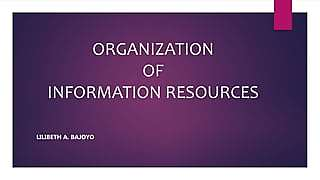 ORGANIZATION
OF
INFORMATION RESOURCES
LILIBETH A. BAJOYO